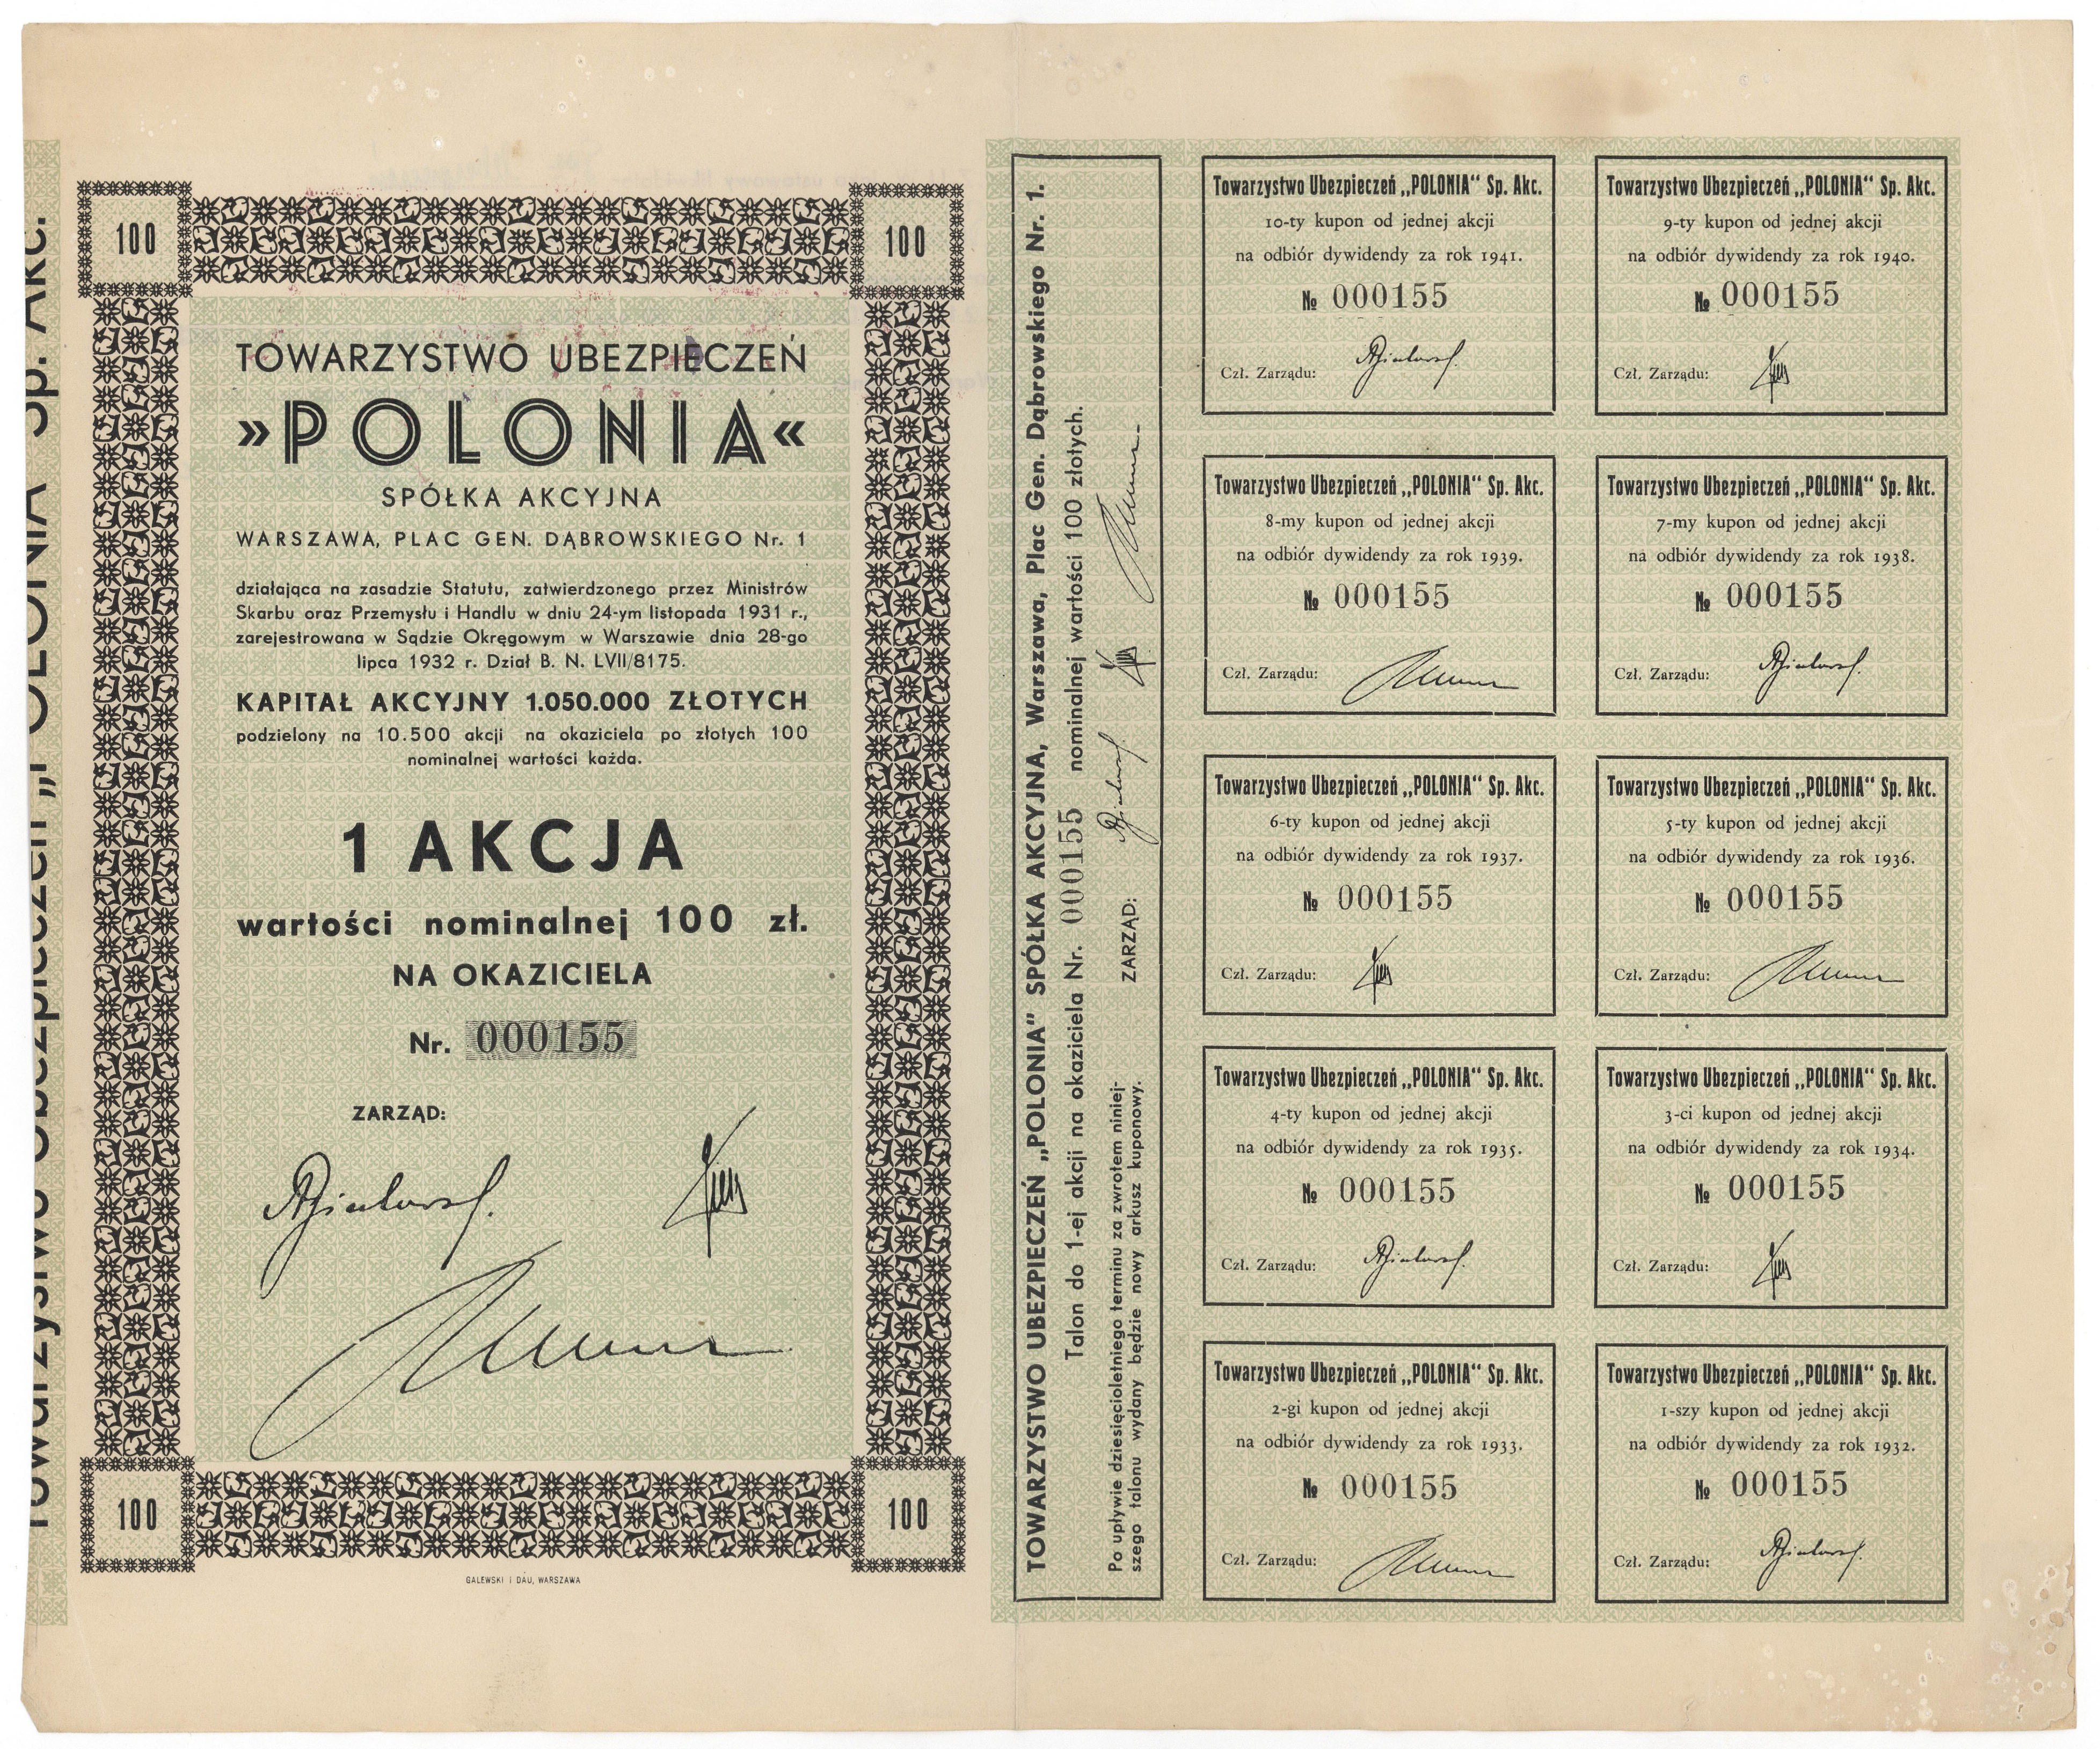 Towarzystwo Ubezpieczeń „POLONIA” Sp. Akc.
100
100
TOWARZYSTWO UBEZPIECZEŃ
»POLONIA«
SPÓŁKA AKCYJNA
WARSZAWA, PLAC GEN. DĄBROWSKIEGO Nr. 1
działająca na zasadzie Statutu, zatwierdzonego przez Ministrów
Skarbu oraz Przemysłu i Handlu w dniu 24-ym listopada 1931 r.,
zarejestrowana w Sądzie Okręgowym w Warszawie dnia 28-go
lipca 1932 r. Dział B. N. LVII/8175.
KAPITAŁ AKCYJNY 1.050.000 ZŁOTYCH
podzielony na 10.500 akcji na okaziciela po złotych 100
nominalnej wartości każda.
1 AKCJA
wartości nominalnej 100 zł.
NA OKAZICIELA
Nr. 000155
ZARZĄD:
100
100
GALEWSKI I DAU, WARSZAWA
TOWARZYSTWO UBEZPIECZEŃ „POLONIA” SPÓŁKA AKCYJNA, Warszawa, Plac Gen. Dąbrowskiego Nr. 1.
Talon do 1-ej akcji na okaziciela Nr. 000155 nominalnej wartości 100 złotych.
Po upływie dziesięcioletniego terminu za zwrotem niniej-
szego talonu wydany będzie nowy arkusz kuponowy.
ZARZĄD:
Towarzystwo Ubezpieczeń „POLONIA” Sp. Akc.
10-ty kupon od jednej akcji
na odbiór dywidendy za rok 1941.
№ 000155
Czł. Zarządu:
Towarzystwo Ubezpieczeń „POLONIA” Sp. Akc.
9-ty kupon od jednej akcji
na odbiór dywidendy za rok 1940.
№ 000155
Czł. Zarządu:
Towarzystwo Ubezpieczeń „POLONIA” Sp. Akc.
8-my kupon od jednej akcji
na odbiór dywidendy za rok 1939.
№ 000155
Czł. Zarządu:
Towarzystwo Ubezpieczeń „POLONIA” Sp. Akc.
7-my kupon od jednej akcji
na odbiór dywidendy za rok 1938.
№ 000155
Czł. Zarządu:
Towarzystwo Ubezpieczeń „POLONIA” Sp. Akc.
6-ty kupon od jednej akcji
na odbiór dywidendy za rok 1937.
№ 000155
Czł. Zarządu:
Towarzystwo Ubezpieczeń „POLONIA” Sp. Akc.
5-ty kupon od jednej akcji
na odbiór dywidendy za rok 1936.
№ 000155
Czł. Zarządu:
Towarzystwo Ubezpieczeń „POLONIA” Sp. Akc.
4-ty kupon od jednej akcji
na odbiór dywidendy za rok 1935.
№ 000155
Czł. Zarządu:
Towarzystwo Ubezpieczeń „POLONIA” Sp. Akc.
3-ci kupon od jednej akcji
na odbiór dywidendy za rok 1934.
№ 000155
Czł. Zarządu:
Towarzystwo Ubezpieczeń „POLONIA” Sp. Akc.
2-gi kupon od jednej akcji
na odbiór dywidendy za rok 1933.
№ 000155
Czł. Zarządu:
Towarzystwo Ubezpieczeń „POLONIA” Sp. Akc.
1-szy kupon od jednej akcji
na odbiór dywidendy za rok 1932.
№ 000155
Czł. Zarządu: